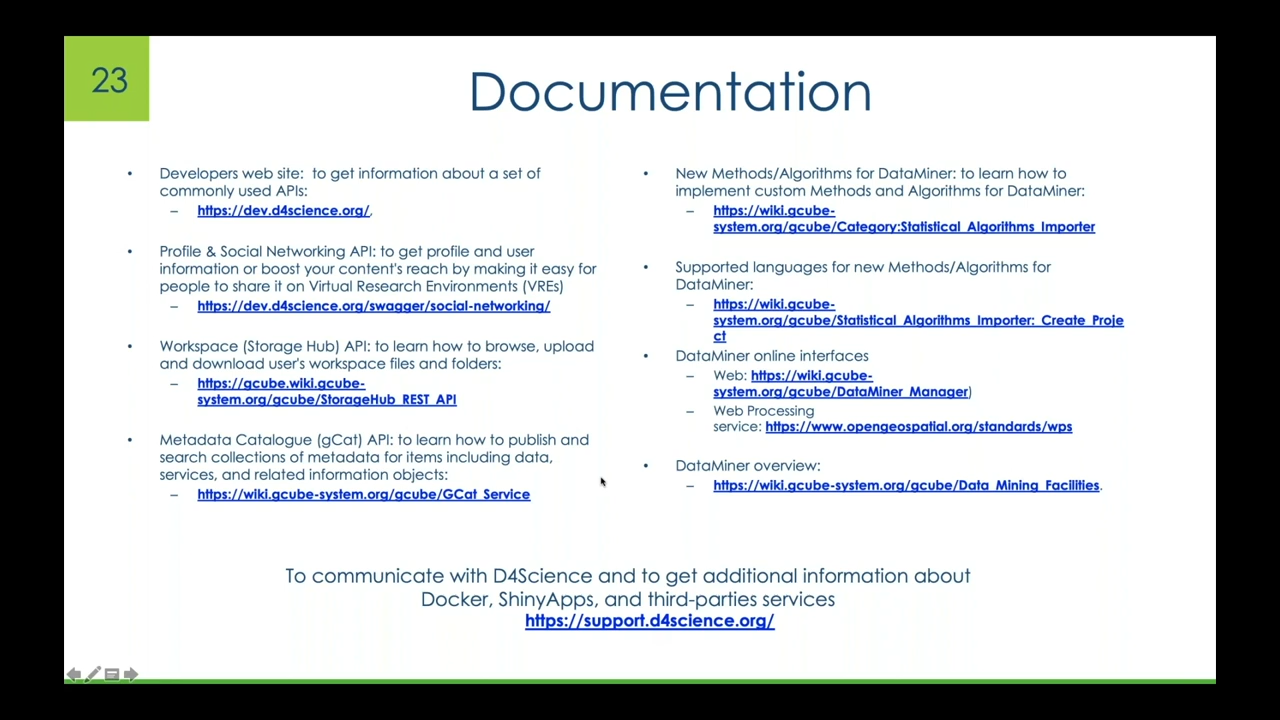 23
Documentation
• Developers web site: to get information about a set of
commonly used APIs:
– https://dev.d4science.org/.
• Profile & Social Networking API: to get profile and user
information or boost your content's reach by making it easy for
people to share it on Virtual Research Environments (VREs)
– https://dev.d4science.org/swagger/social-networking/
• Workspace (Storage Hub) API: to learn how to browse, upload
and download user's workspace files and folders:
– https://gcube.wiki.gcube-
system.org/gcube/StorageHub_REST_API
• Metadata Catalogue (gCat) API: to learn how to publish and
search collections of metadata for items including data,
services, and related information objects:
– https://wiki.gcube-system.org/gcube/GCat_Service
• New Methods/Algorithms for DataMiner: to learn how to
implement custom Methods and Algorithms for DataMiner:
– https://wiki.gcube-
system.org/gcube/Category:Statistical_Algorithms_Importer
• Supported languages for new Methods/Algorithms for
DataMiner:
– https://wiki.gcube-
system.org/gcube/Statistical_Algorithms_Importer:_Create_Proje
ct
DataMiner online interfaces
– Web: https://wiki.gcube-
system.org/gcube/DataMiner_Manager)
– Web Processing
service: https://www.opengeospatial.org/standards/wps
• DataMiner overview:
– https://wiki.gcube-system.org/gcube/Data_Mining_Facilities.
To communicate with D4Science and to get additional information about
Docker, ShinyApps, and third-parties services
https://support.d4science.org/